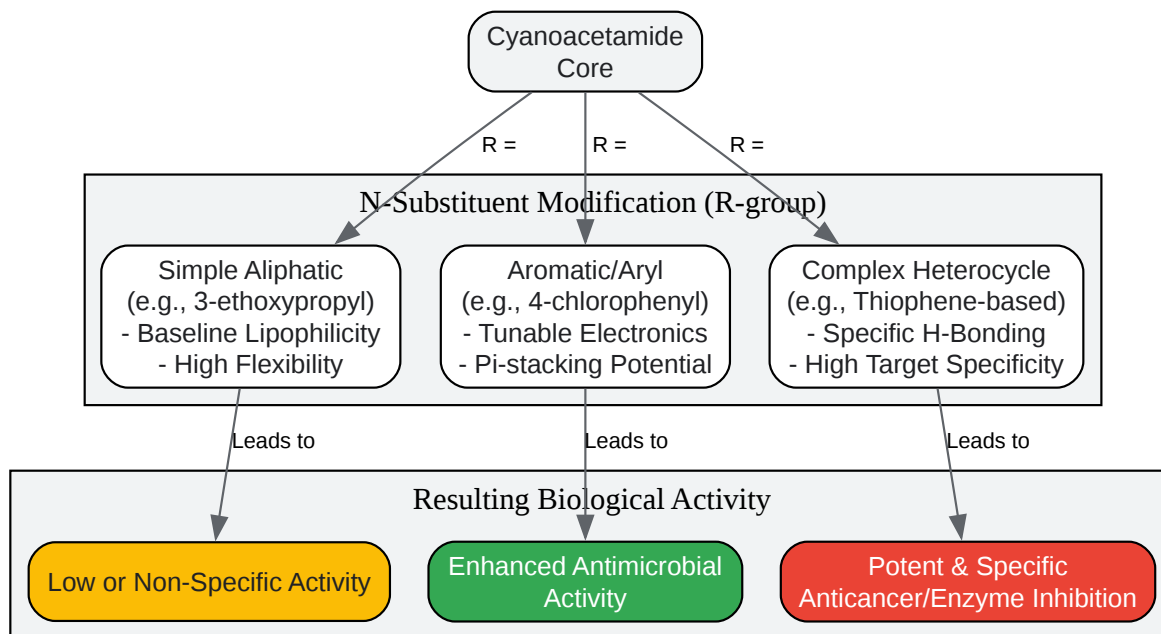 Cyanoacetamide
Core
R =
R =
R =
N-Substituent Modification (R-group)
Simple Aliphatic
(e.g., 3-ethoxypropyl)
- Baseline Lipophilicity
- High Flexibility
Aromatic/Aryl
(e.g., 4-chlorophenyl)
- Tunable Electronics
- Pi-stacking Potential
Complex Heterocycle
(e.g., Thiophene-based)
- Specific H-Bonding
- High Target Specificity
Leads to
Leads to
Leads to
Resulting Biological Activity
Low or Non-Specific Activity
Enhanced Antimicrobial
Activity
Potent & Specific
Anticancer/Enzyme Inhibition